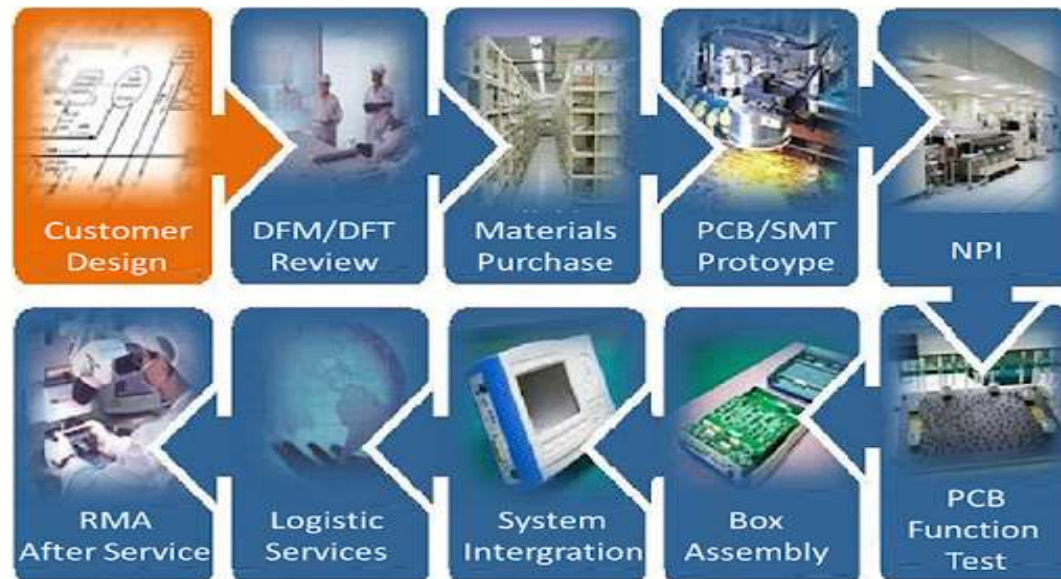 Customer
Design
DFM/DFT
Review
Materials
Purchase
PCB/SMT
Protoype
NPI
PCB
Function
Test
Box
Assembly
System
Intergration
Logistic
Services
RMA
After Service